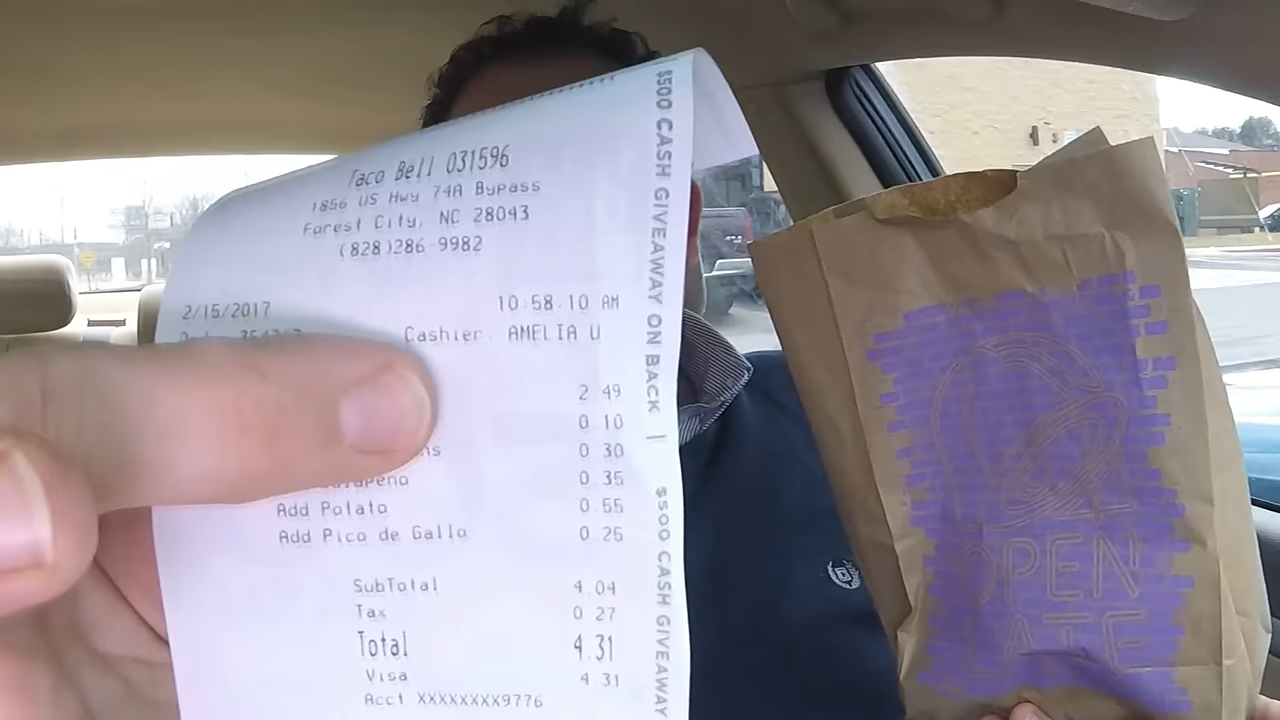 Taco Bell 031596
1856 US Hwy 74A Bypass
Forest City, NC 28043
(828)286-9982
2/15/2017 10:58:10 AM
Cashier: AMELIA U
2.49
0.10
0.30
0.35
Add Potato 0.55
Add Pico de Gallo 0.25
SubTotal 4.04
Tax 0.27
Total 4.31
Visa 4.31
Acct XXXXXXXX9776
$500 CASH GIVEAWAY ON BACK | $500 CASH GIVEAWAY
OPEN
LATE